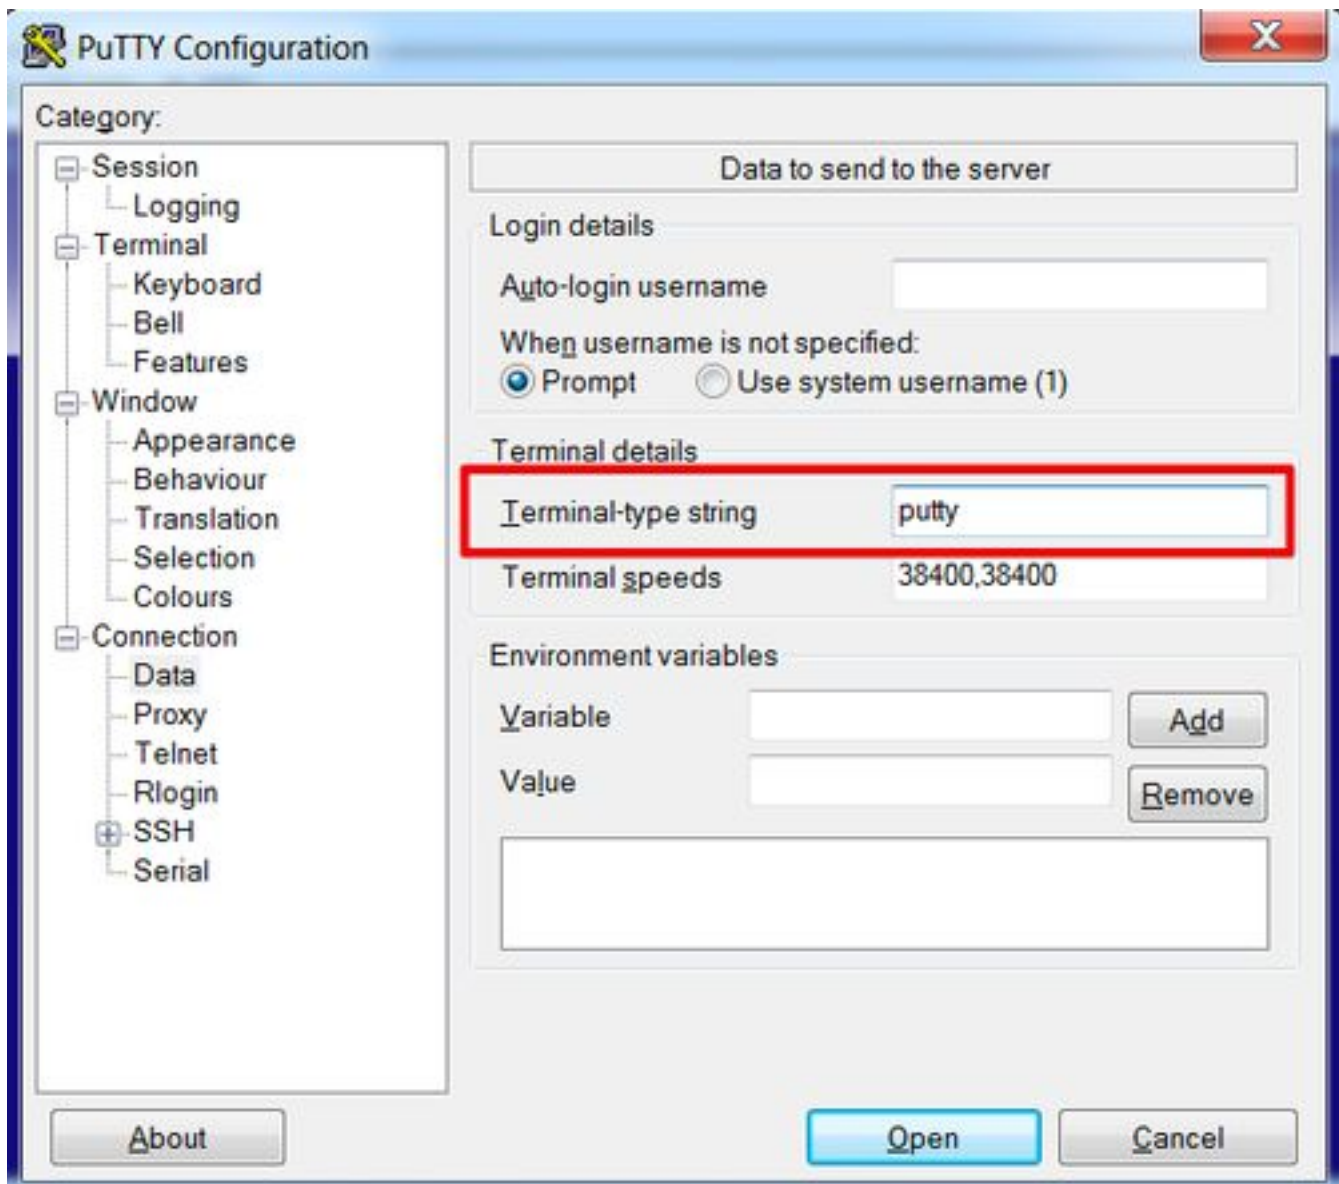 PuTTY Configuration
X
Category:
Session
Logging
Terminal
Keyboard
Bell
Features
Window
Appearance
Behaviour
Translation
Selection
Colours
Connection
Data
Proxy
Telnet
Rlogin
SSH
Serial
Data to send to the server
Login details
Auto-login username
When username is not specified:
Prompt Use system username (1)
Terminal details
Terminal-type string putty
Terminal speeds 38400,38400
Environment variables
Variable Add
Value Remove
About Open Cancel